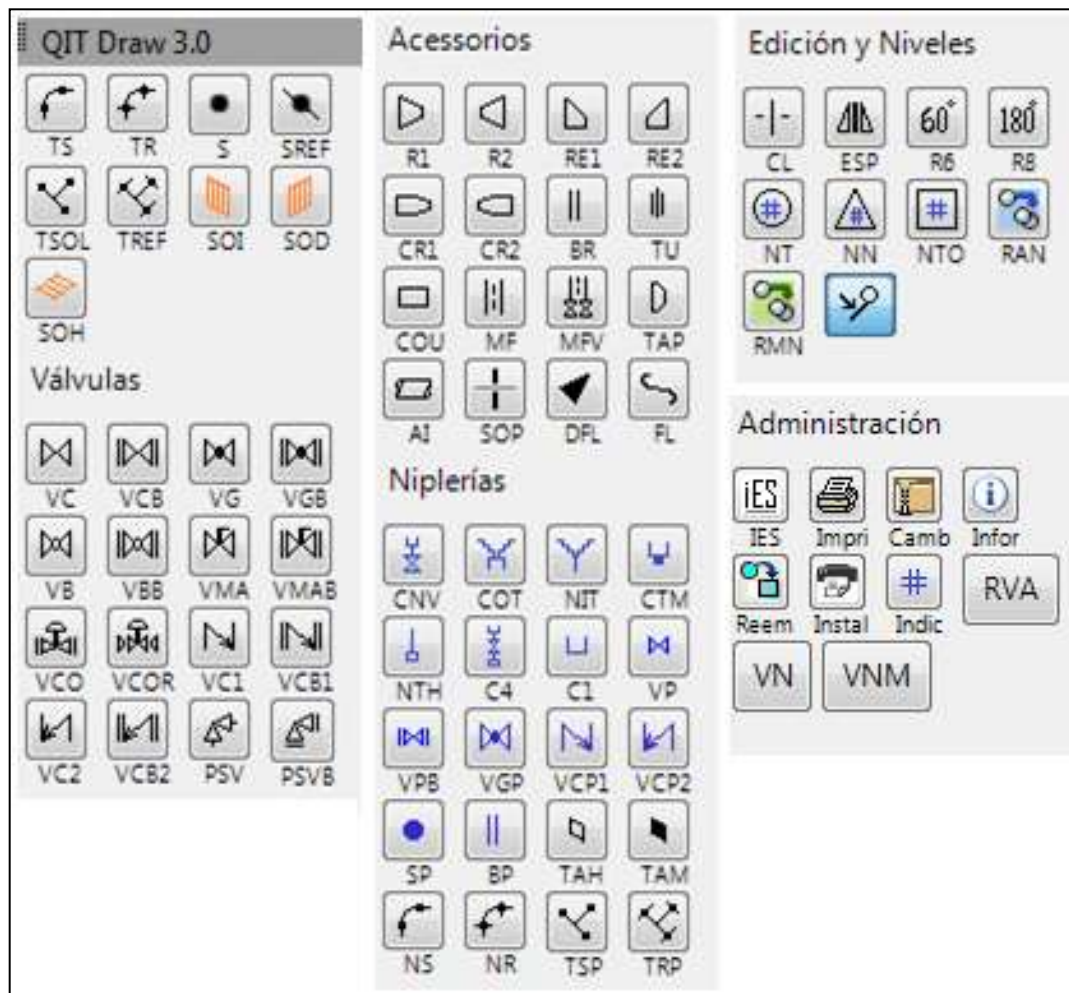 QIT Draw 3.0
TS TR S SREF
TSOL TREF SOI SOD
SOH
Válvulas
VC VCB VG VGB
VB VBB VMA VMAB
VCO VCOR VC1 VCB1
VC2 VCB2 PSV PSVB
Acessorios
R1 R2 RE1 RE2
CR1 CR2 BR TU
COU MF MFV TAP
AI SOP DFL FL
Niplerías
CNV COT NIT CTM
NTH C4 C1 VP
VPB VGP VCP1 VCP2
SP BP TAH TAM
NS NR TSP TRP
Edición y Niveles
60° 180°
CL ESP R6 R8
# # #
NT NN NTO RAN
RMN
Administración
iES
IES Impri Camb Infor
# RVA
Reem Instal Indic
VN VNM